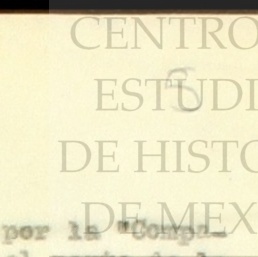 CENTRO
ESTUDI
DE HISTO
DE MEX
por la "Compa-